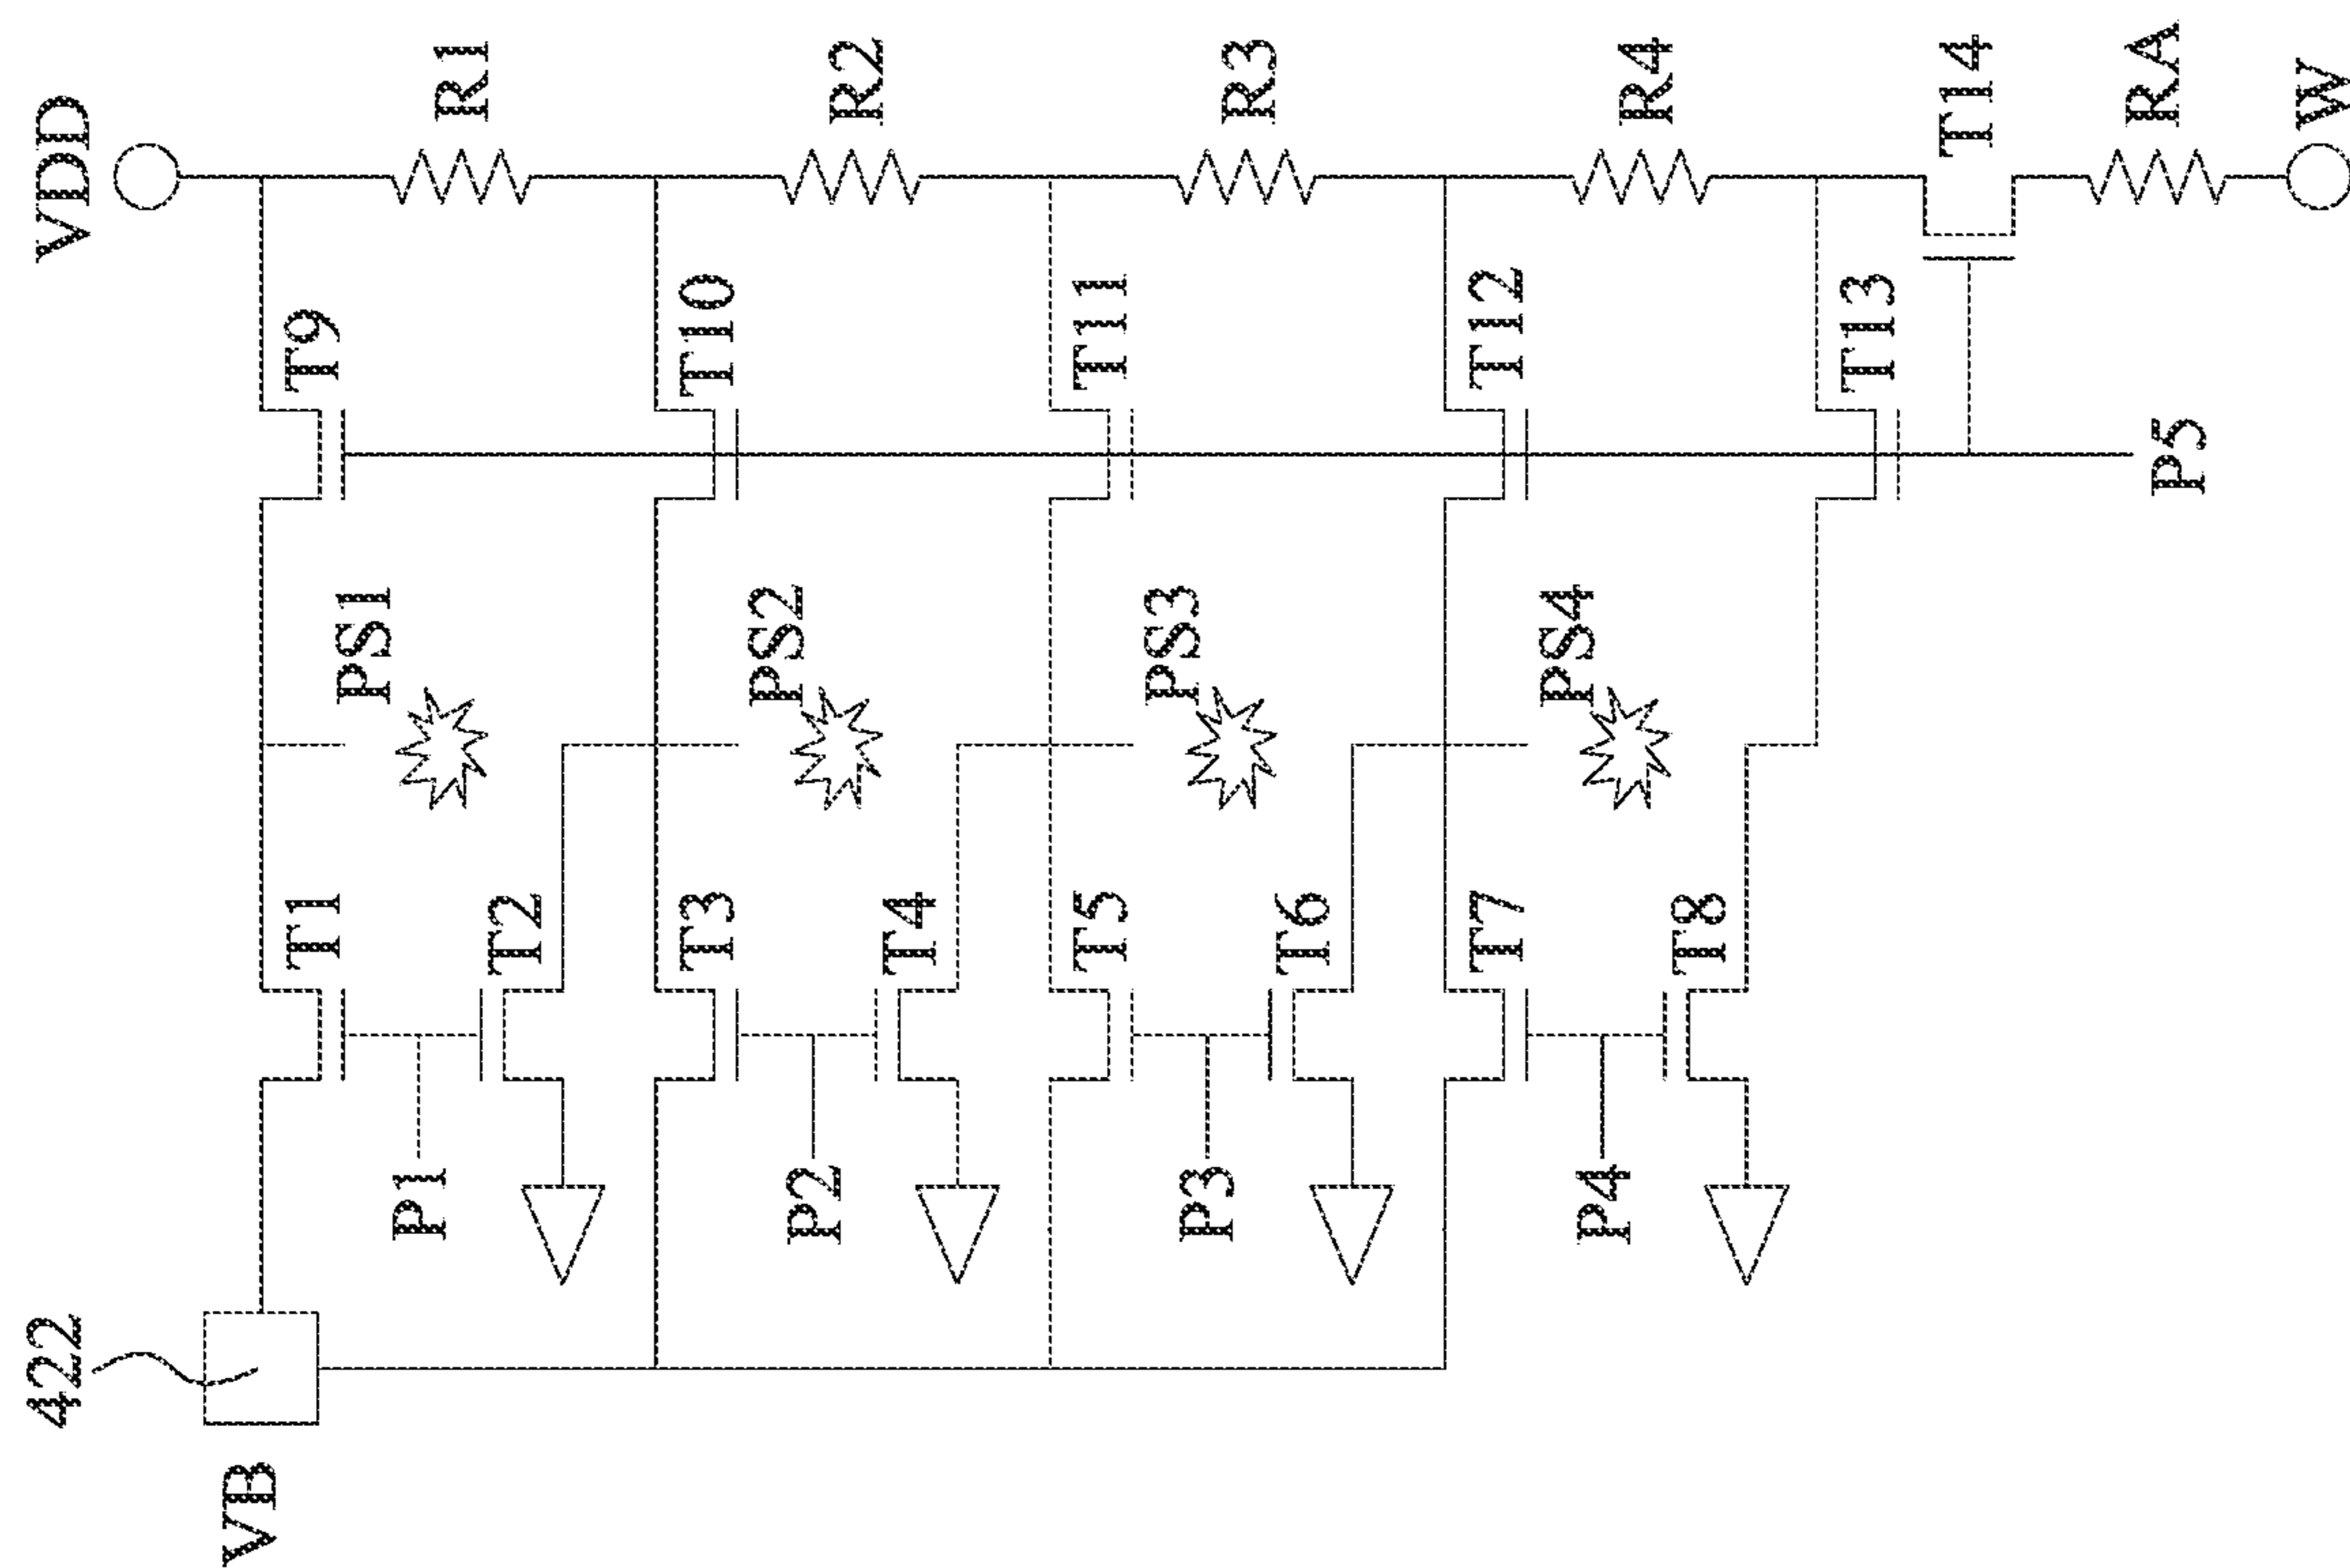 VDD
R1
R2
R3
R4
T14
RA
W
T9
T10
T11
T12
T13
P5
PS1
PS2
PS3
PS4
T1
T2
T3
T4
T5
T6
T7
T8
P1
P2
P3
P4
422
VB